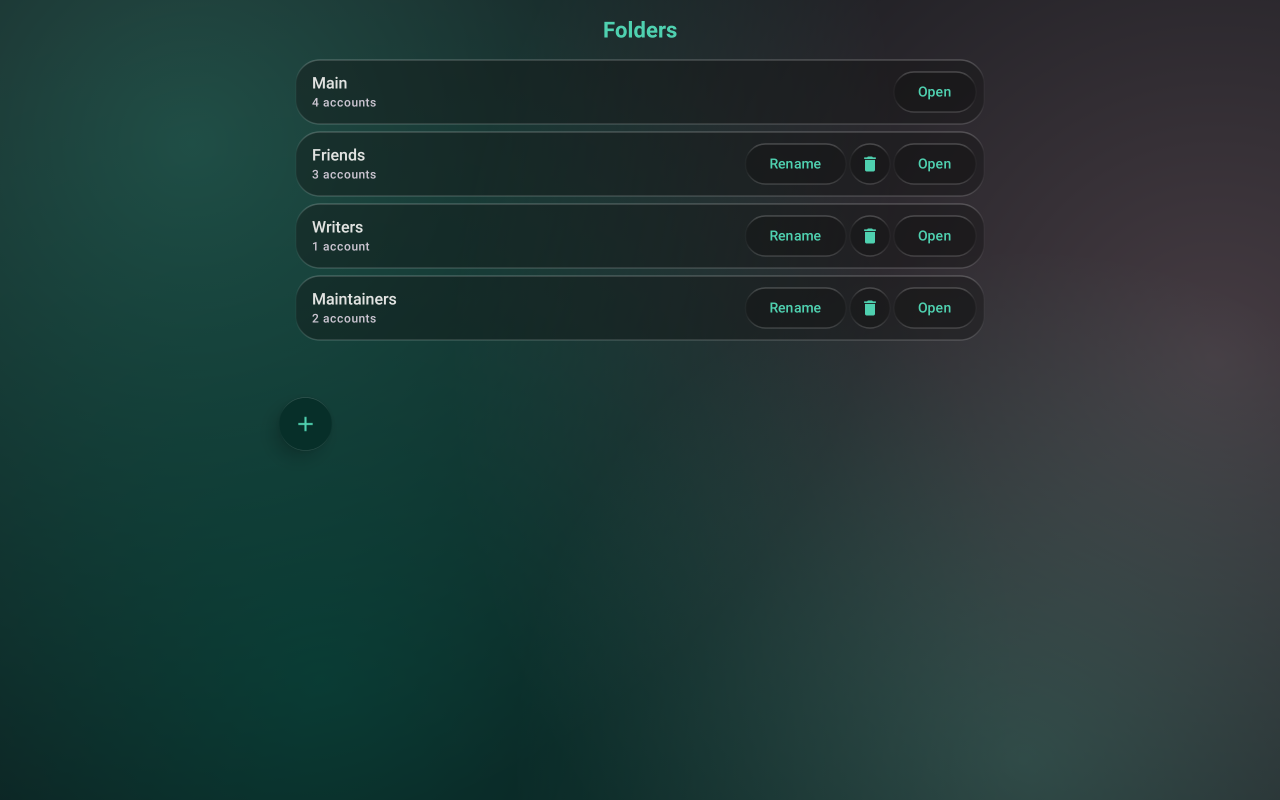 Folders
Main
4 accounts
Open
Friends
3 accounts
Rename
Open
Writers
1 account
Rename
Open
Maintainers
2 accounts
Rename
Open